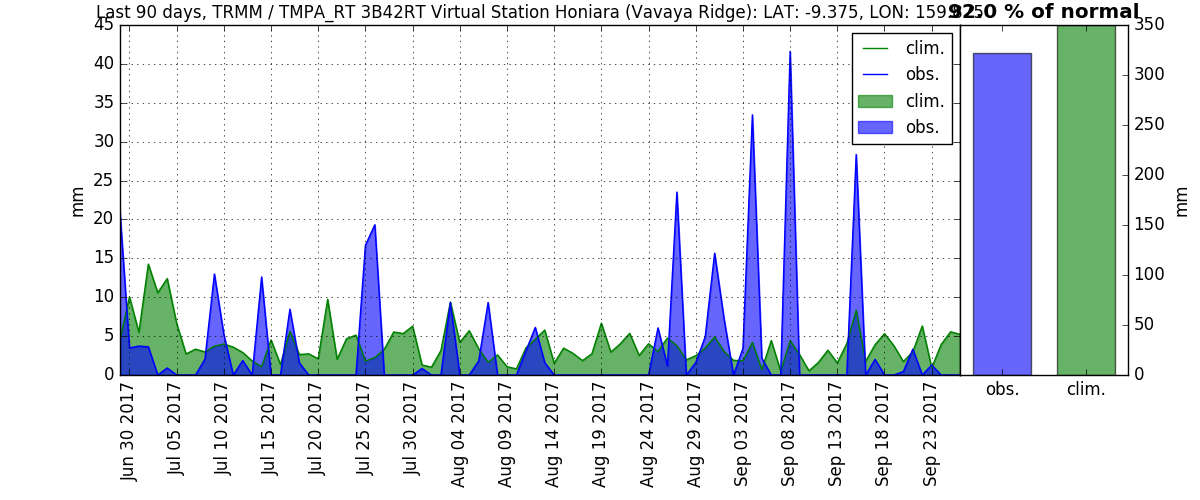 Last 90 days, TRMM / TMPA_RT 3B42RT Virtual Station Honiara (Vavaya Ridge): LAT: -9.375, LON:
% of normal
45
40
35
30
25
20
15
10
5
0
mm
clim.
obs.
clim.
obs.
350
300
250
200
150
100
50
0
mm
obs.
clim.
Jun 30 2017
Jul 05 2017
Jul 10 2017
Jul 15 2017
Jul 20 2017
Jul 25 2017
Jul 30 2017
Aug 04 2017
Aug 09 2017
Aug 14 2017
Aug 19 2017
Aug 24 2017
Aug 29 2017
Sep 03 2017
Sep 08 2017
Sep 13 2017
Sep 18 2017
Sep 23 2017